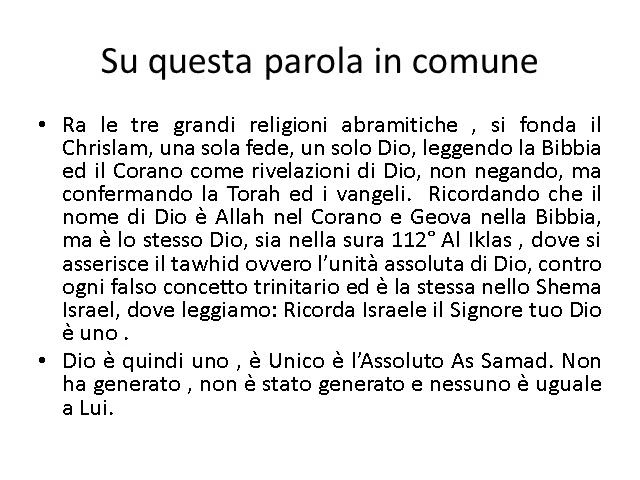 Su questa parola in comune
• Ra le tre grandi religioni abramitiche , si fonda il
Chrislam, una sola fede, un solo Dio, leggendo la Bibbia
ed il Corano come rivelazioni di Dio, non negando, ma
confermando la Torah ed i vangeli.  Ricordando che il
nome di Dio è Allah nel Corano e Geova nella Bibbia,
ma è lo stesso Dio, sia nella sura 112° Al Iklas , dove si
asserisce il tawhid ovvero l’unità assoluta di Dio, contro
ogni falso concetto trinitario ed è la stessa nello Shema
Israel, dove leggiamo: Ricorda Israele il Signore tuo Dio
è uno .
• Dio è quindi uno , è Unico è l’Assoluto As Samad. Non
ha generato , non è stato generato e nessuno è uguale
a Lui.